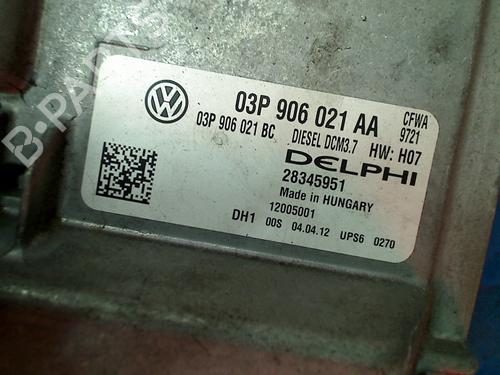 03P 906 021 AA CFWA
03P 906 021 BC DIESEL DCM3.7 9721
HW: H07
DELPHI
28345951
Made in HUNGARY
12005001
DH1 00S 04.04.12 UPS6 0270
B-PARTS